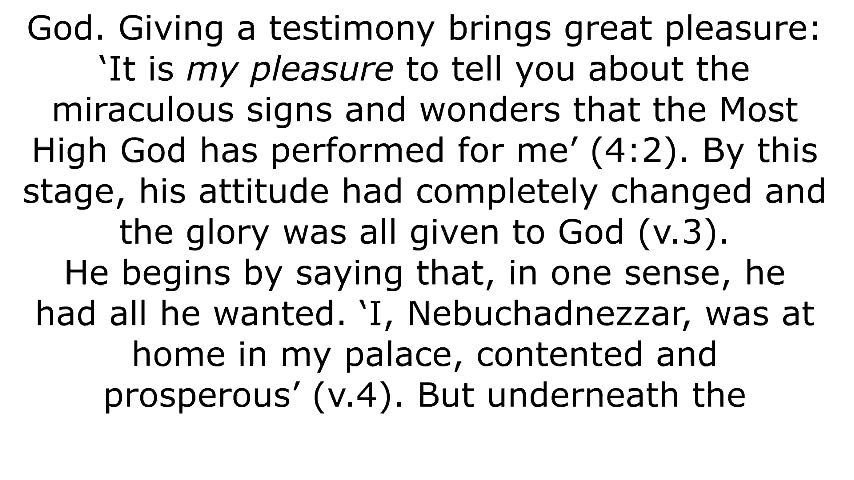 God. Giving a testimony brings great pleasure:
‘It is my pleasure to tell you about the
miraculous signs and wonders that the Most
High God has performed for me’ (4:2). By this
stage, his attitude had completely changed and
the glory was all given to God (v.3).
He begins by saying that, in one sense, he
had all he wanted. ‘I, Nebuchadnezzar, was at
home in my palace, contented and
prosperous’ (v.4). But underneath the